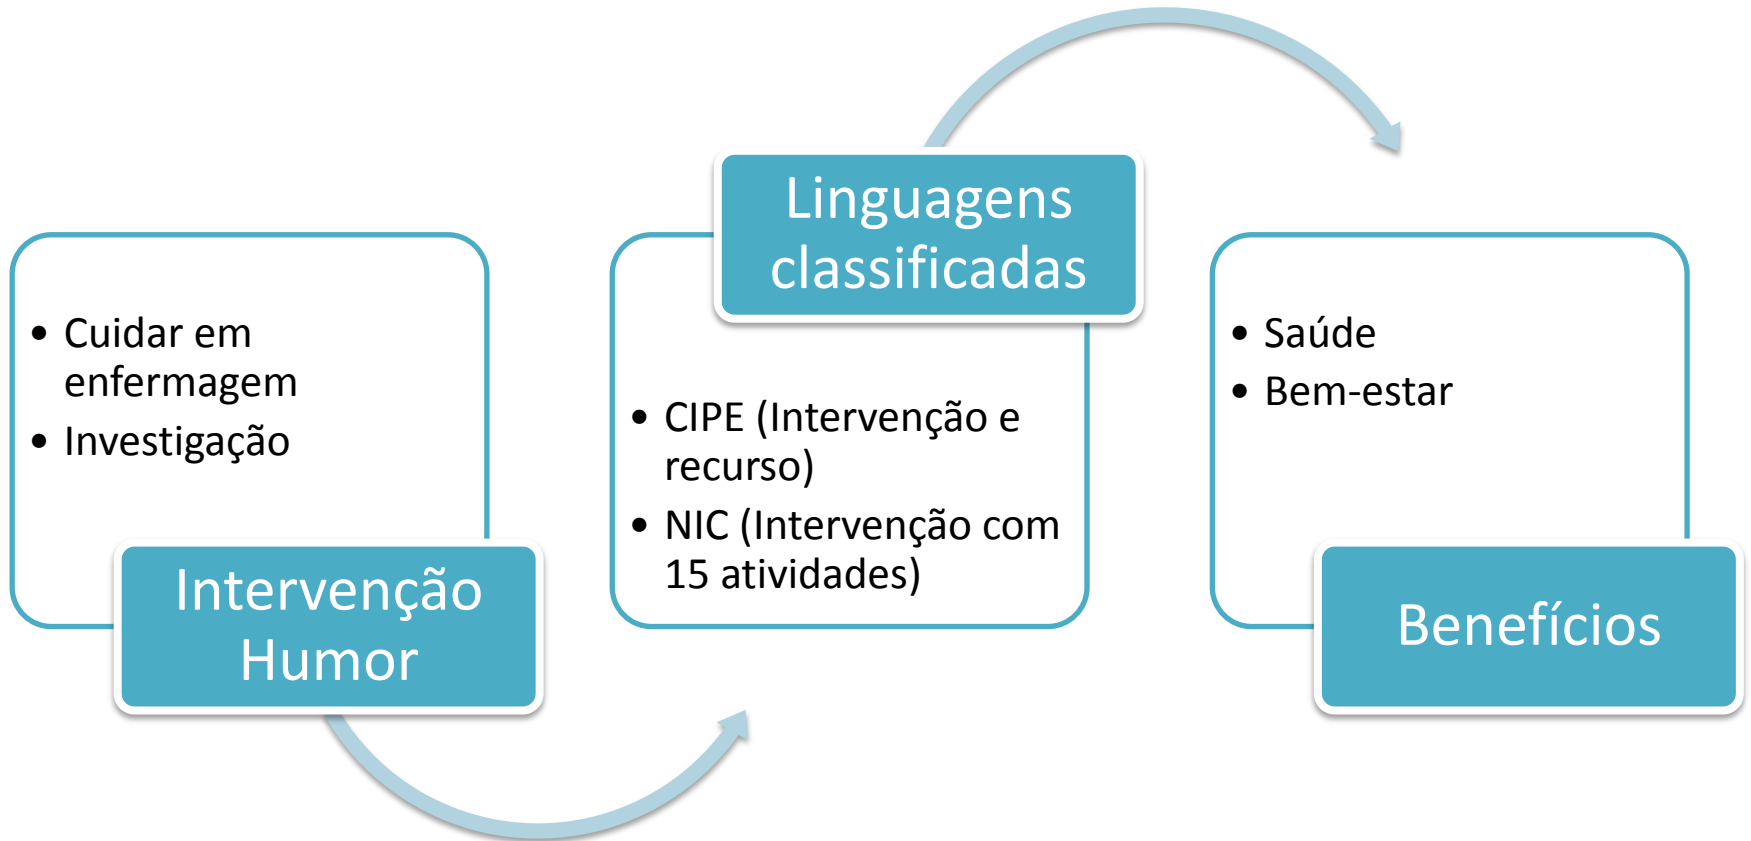 • Cuidar em
enfermagem
• Investigação
Intervenção
Humor
Linguagens
classificadas
• CIPE (Intervenção e
recurso)
• NIC (Intervenção com
15 atividades)
• Saúde
• Bem-estar
Benefícios